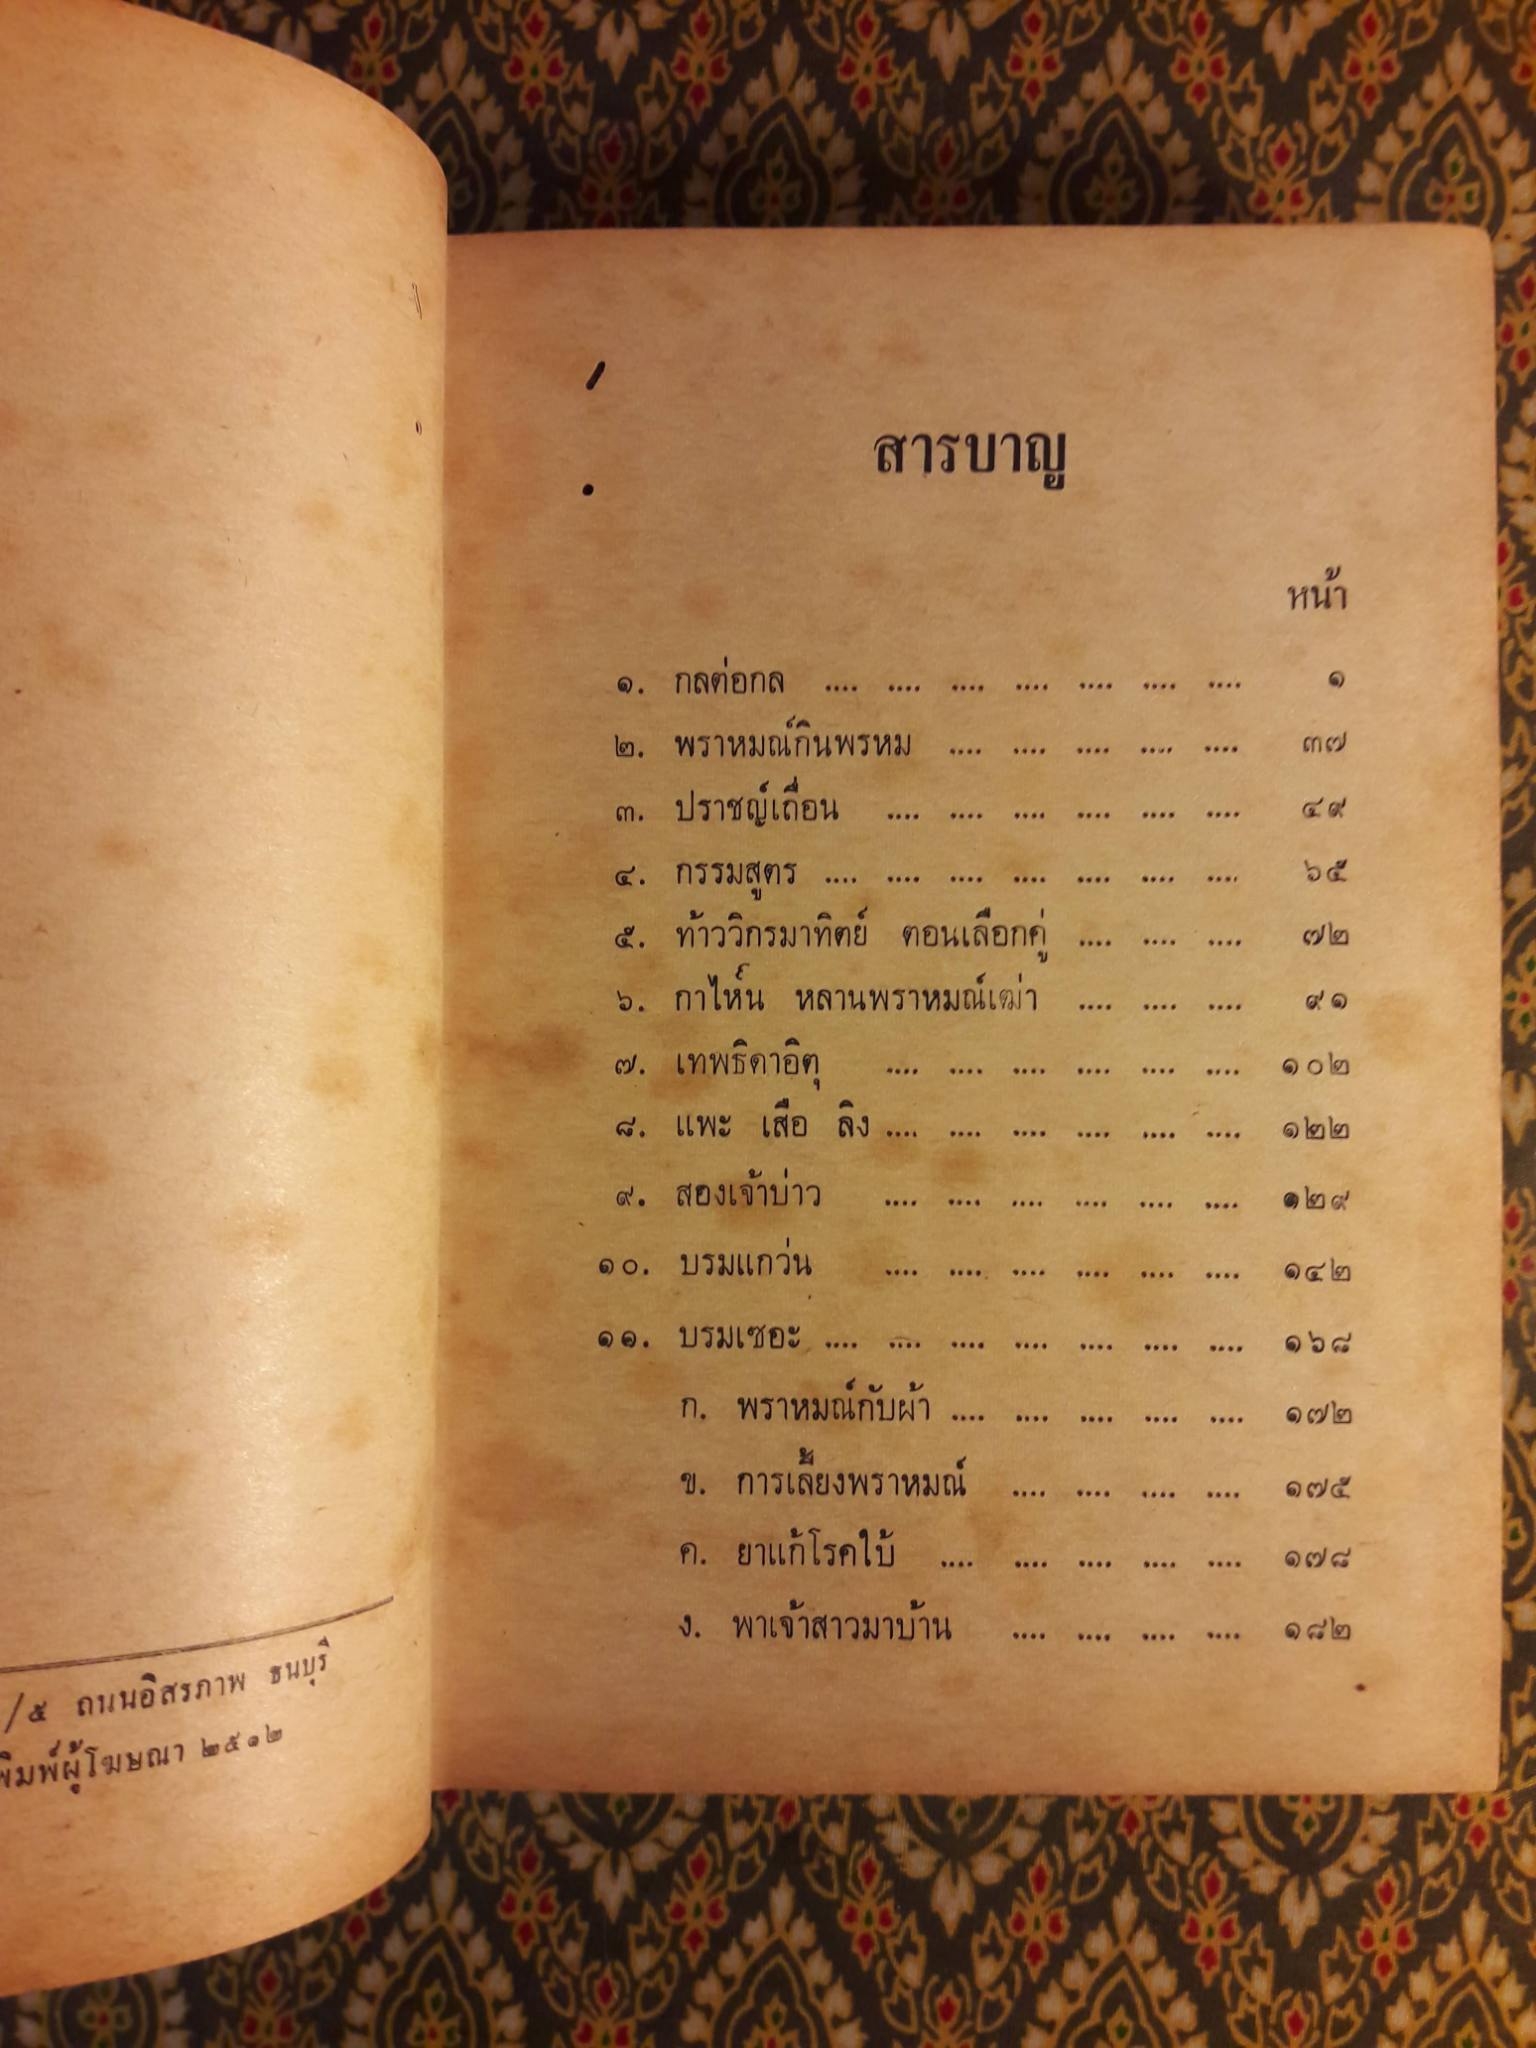 /๕ ถนนอิสรภาพ ธนบุรี
พิมพ์ผู้โฆษณา ๒๕๑๒
สารบาญ
หน้า
๑. กลต่อกล .... .... .... .... .... .... .... ๑
๒. พราหมณ์กินพรหม .... .... .... .... .... ๓๗
๓. ปราชญ์เถื่อน .... .... .... .... .... .... ๔๙
๔. กรรมสูตร .... .... .... .... .... .... .... ๖๕
๕. ท้าววิกรมาทิตย์ ตอนเลือกคู่ .... .... .... ๗๒
๖. กาไห้น หลานพราหมณ์เฒ่า .... .... .... ๙๑
๗. เทพธิดาอิตุ .... .... .... .... .... .... ๑๐๒
๘. แพะ เสือ ลิง .... .... .... .... .... .... ๑๒๒
๙. สองเจ้าบ่าว .... .... .... .... .... .... ๑๒๙
๑๐. บรมแกว่น .... .... .... .... .... .... ๑๔๒
๑๑. บรมเซอะ .... .... .... .... .... .... .... ๑๖๘
ก. พราหมณ์กับผ้า .... .... .... .... .... ๑๗๒
ข. การเลี้ยงพราหมณ์ .... .... .... .... ๑๗๕
ค. ยาแก้โรคใบ้ .... .... .... .... .... ๑๗๘
ง. พาเจ้าสาวมาบ้าน .... .... .... .... ๑๘๒